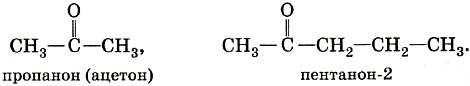 O O
CH₃—C—CH₃, CH₃—C—CH₂—CH₂—CH₃.
пропанон (ацетон) пентанон-2